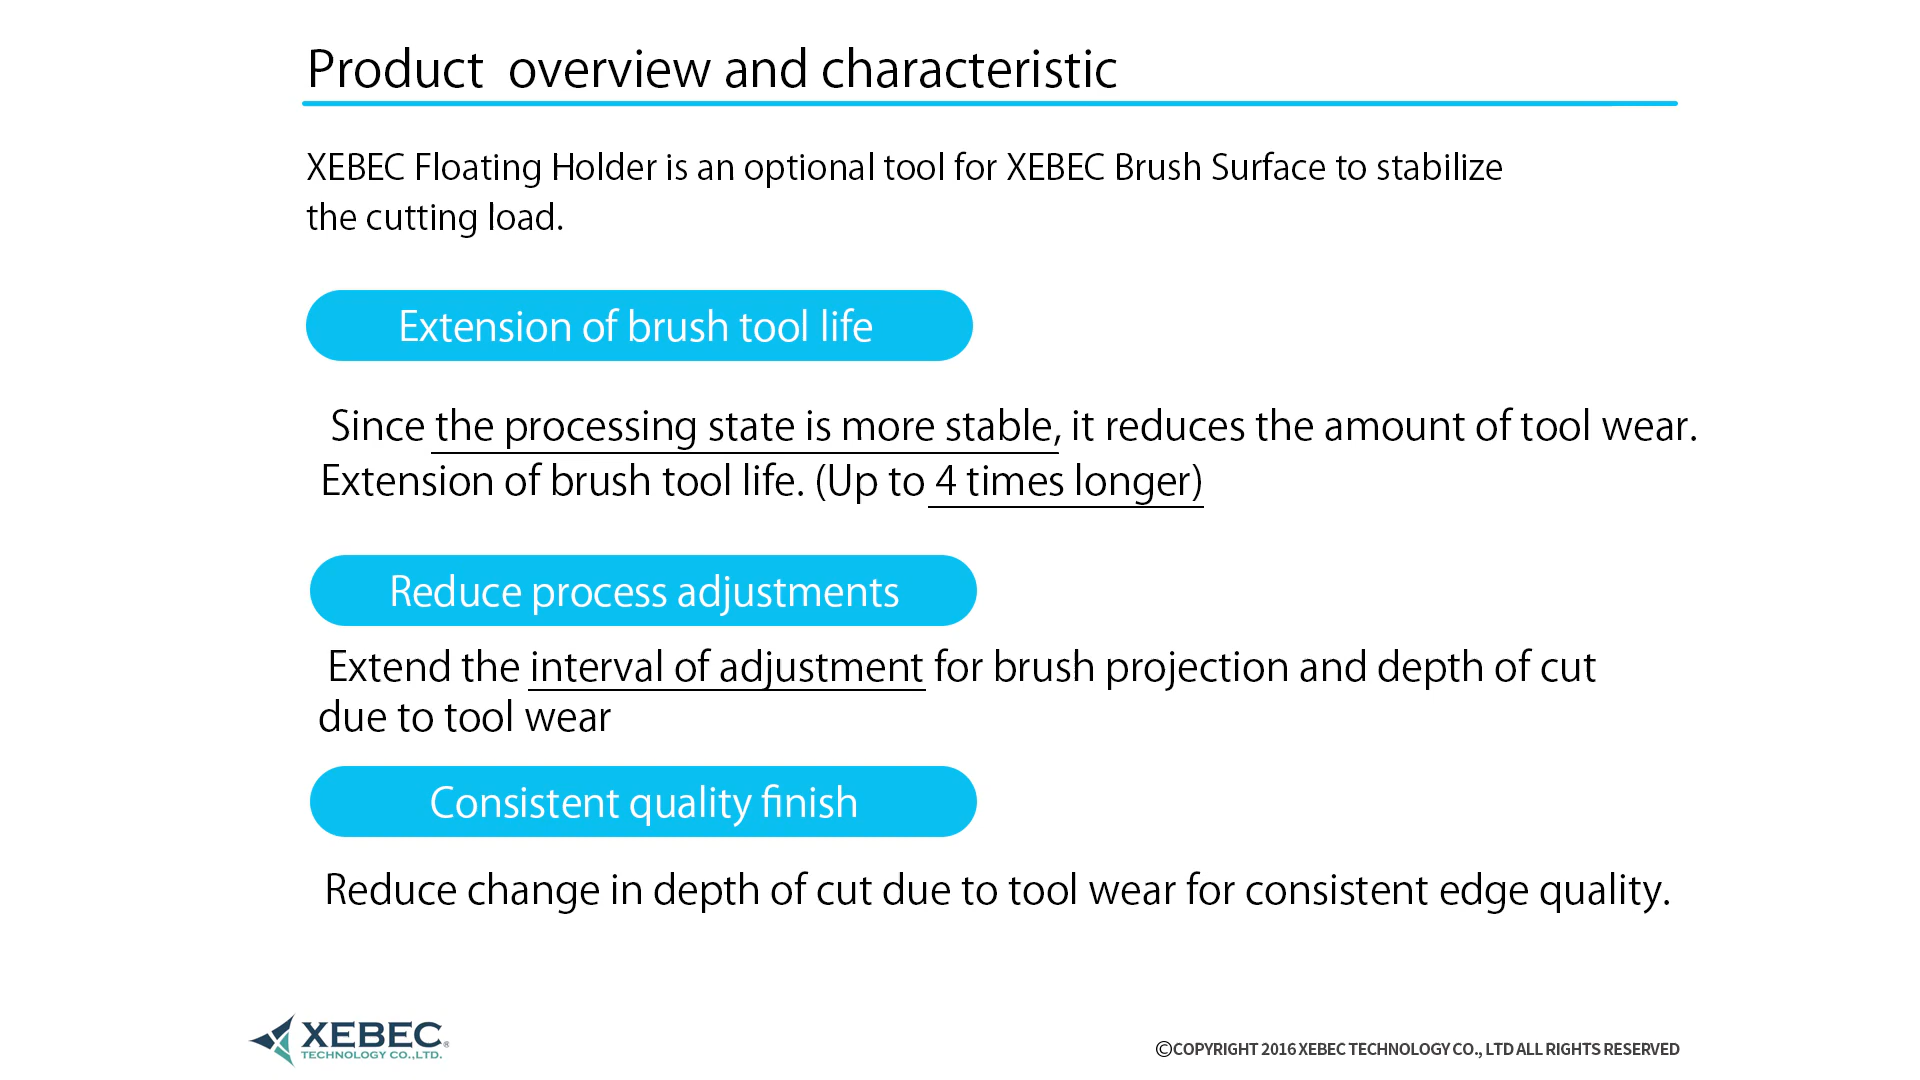 Product overview and characteristic
XEBEC Floating Holder is an optional tool for XEBEC Brush Surface to stabilize
the cutting load.
Extension of brush tool life
Since the processing state is more stable, it reduces the amount of tool wear.
Extension of brush tool life. (Up to 4 times longer)
Reduce process adjustments
Extend the interval of adjustment for brush projection and depth of cut
due to tool wear
Consistent quality finish
Reduce change in depth of cut due to tool wear for consistent edge quality.
XEBEC®
TECHNOLOGY CO.,LTD.
©COPYRIGHT 2016 XEBEC TECHNOLOGY CO., LTD ALL RIGHTS RESERVED